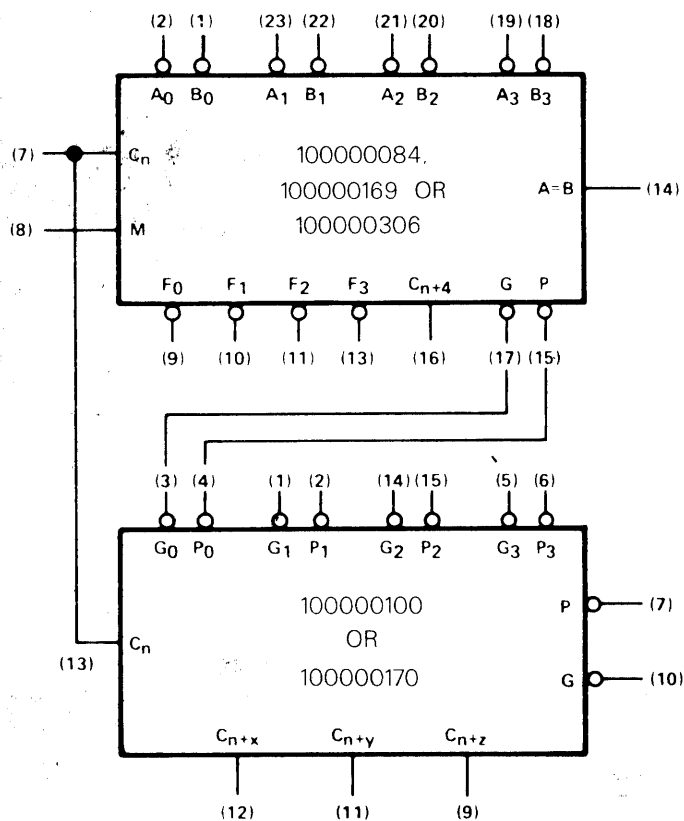 (2) (1) (23) (22) (21) (20) (19) (18)
A0 B0 A1 B1 A2 B2 A3 B3
(7) Cn 100000084,
100000169 OR A=B (14)
(8) M 100000306
F0 F1 F2 F3 Cn+4 G P
(9) (10) (11) (13) (16) (17) (15)
(3) (4) (1) (2) (14) (15) (5) (6)
G0 P0 G1 P1 G2 P2 G3 P3
100000100 P (7)
Cn OR
(13) 100000170 G (10)
Cn+x Cn+y Cn+z
(12) (11) (9)